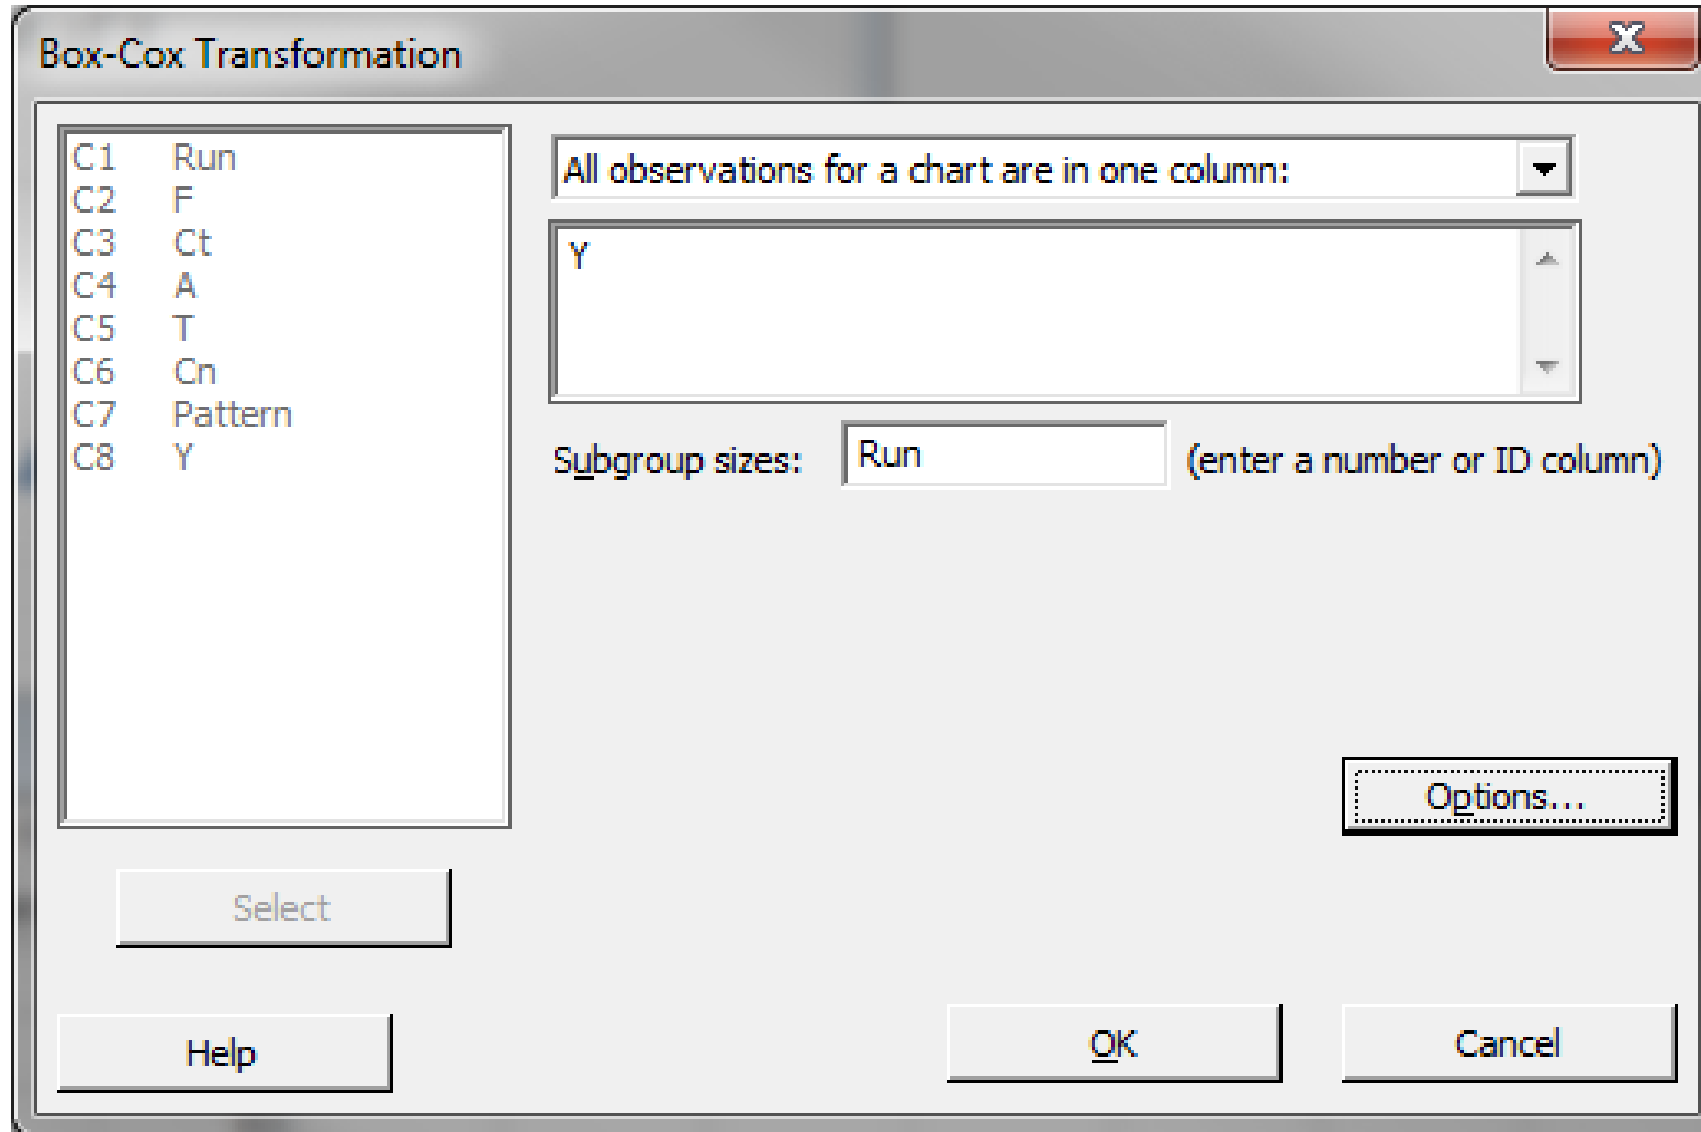 Box-Cox Transformation
C1 Run
C2 F
C3 Ct
C4 A
C5 T
C6 Cn
C7 Pattern
C8 Y
All observations for a chart are in one column:
Y
Subgroup sizes: Run (enter a number or ID column)
Options...
Select
Help
OK
Cancel